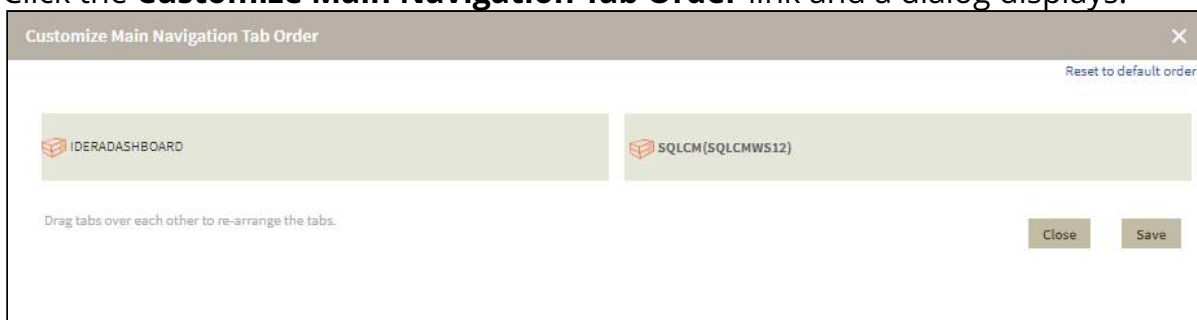 Click the Customize Main Navigation Tab Order link and a dialog displays.
Customize Main Navigation Tab Order
Reset to default order
IDERADASHBOARD
SQLCM(SQLCMWS12)
Drag tabs over each other to re-arrange the tabs.
Close
Save